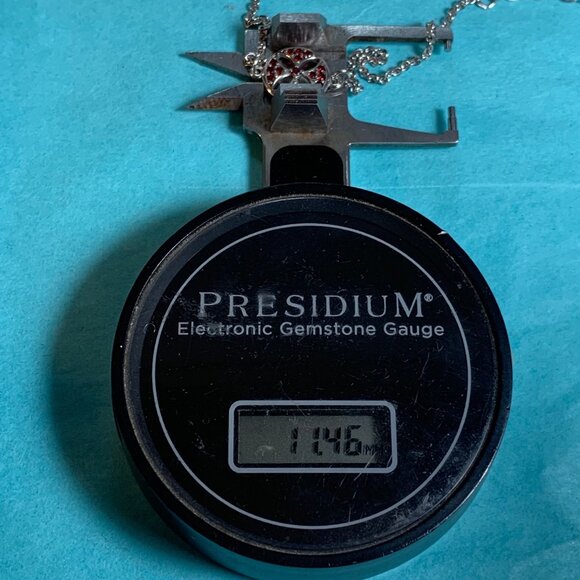 PRESIDIUM®
Electronic Gemstone Gauge
11.46